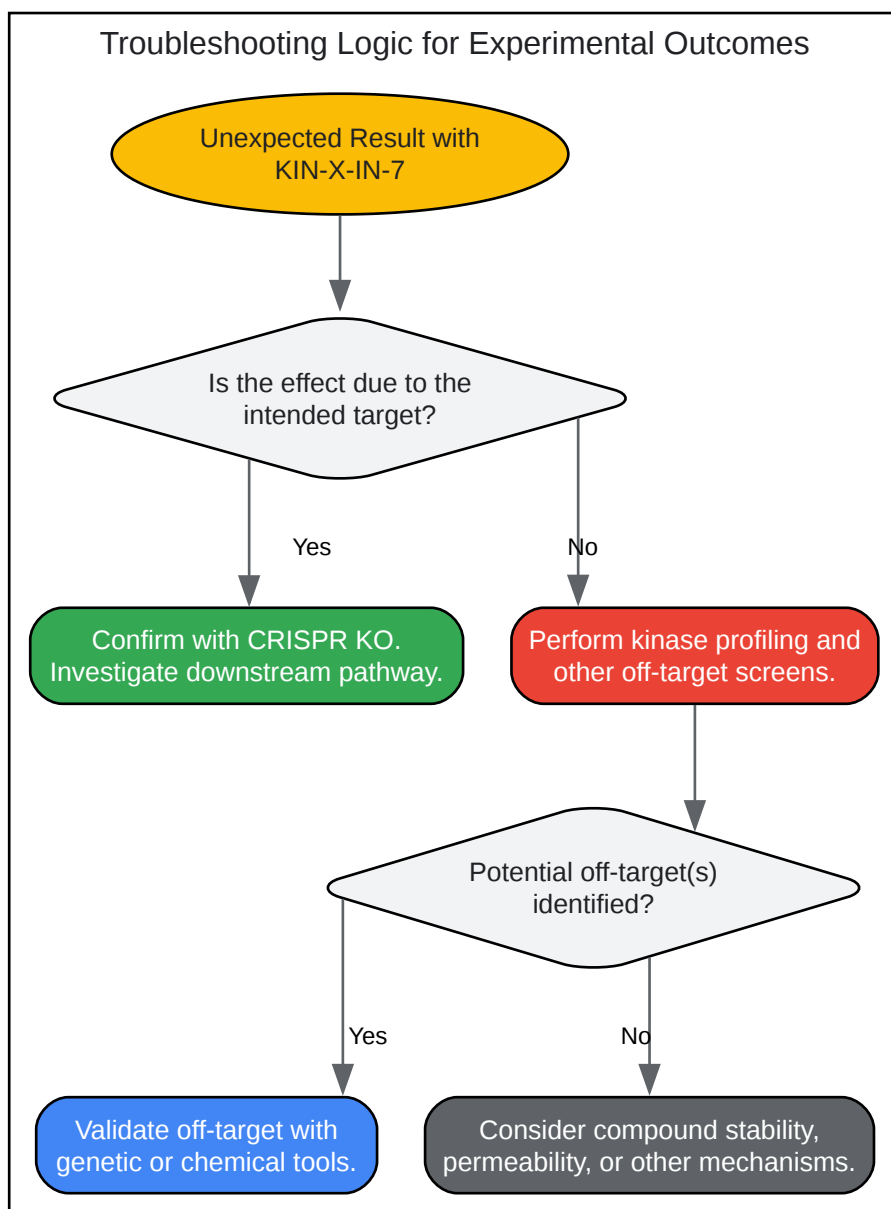 Troubleshooting Logic for Experimental Outcomes
Unexpected Result with
KIN-X-IN-7
Is the effect due to the
intended target?
Yes
No
Confirm with CRISPR KO.
Investigate downstream pathway.
Perform kinase profiling and
other off-target screens.
Potential off-target(s)
identified?
Yes
No
Validate off-target with
genetic or chemical tools.
Consider compound stability,
permeability, or other mechanisms.